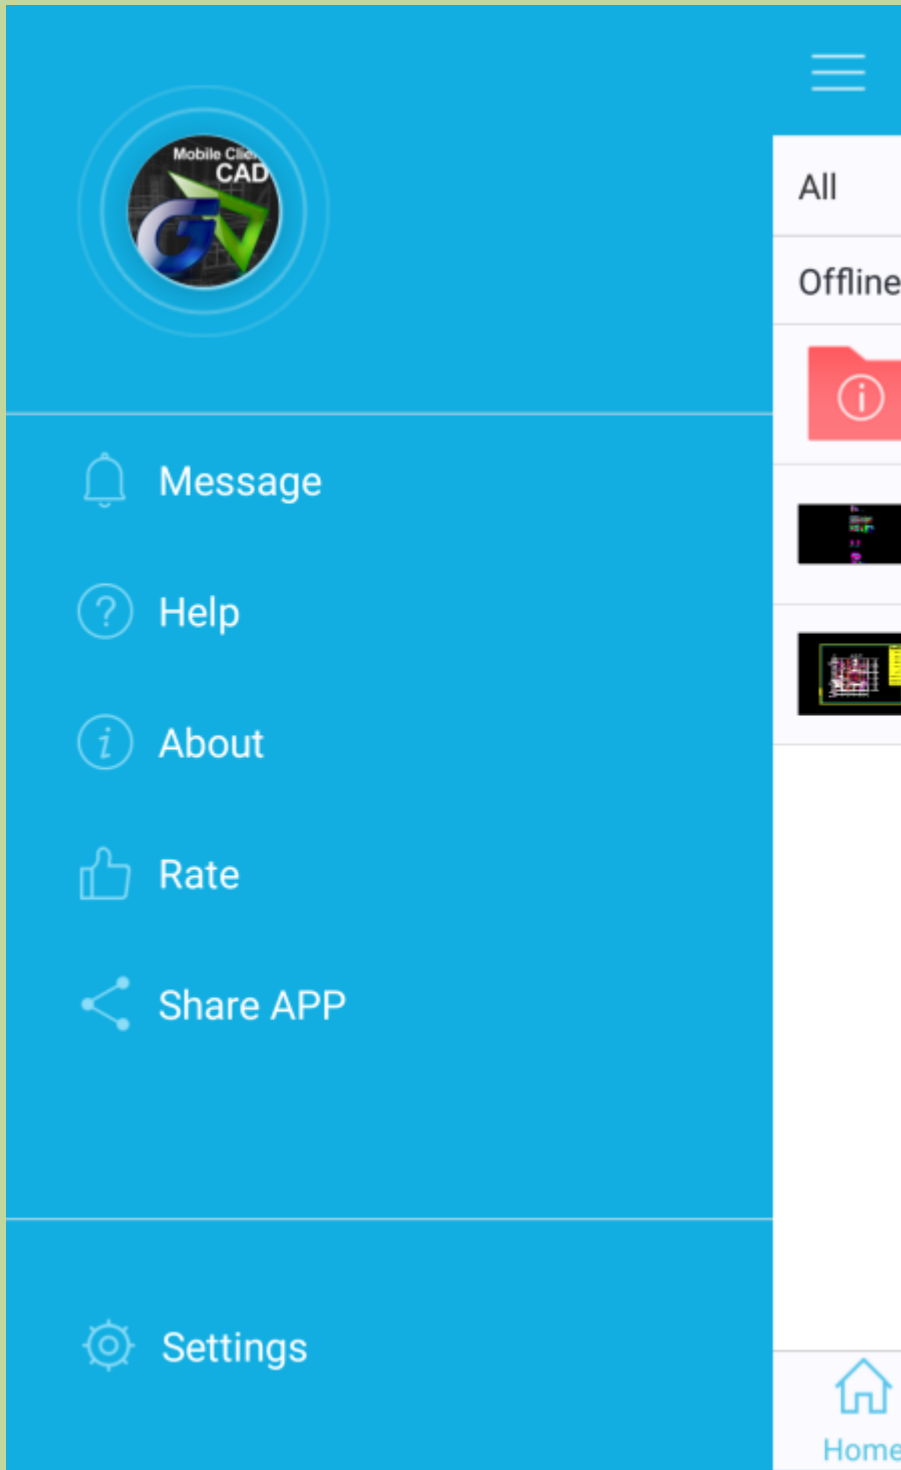 Mobile Clie
CAD
Message
Help
About
Rate
Share APP
Settings
All
Offline
Home